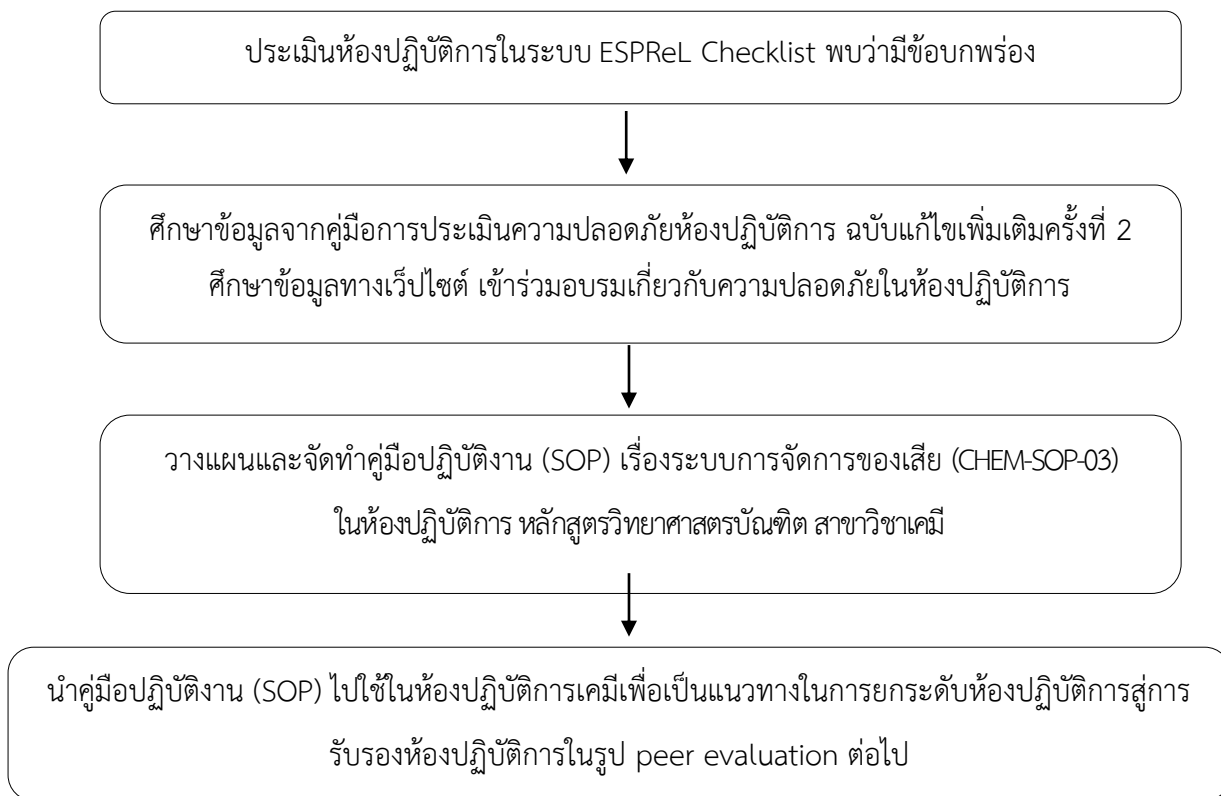 ประเมินห้องปฏิบัติการในระบบ ESPReL Checklist พบว่ามีข้อบกพร่อง
ศึกษาข้อมูลจากคู่มือการประเมินความปลอดภัยห้องปฏิบัติการ ฉบับแก้ไขเพิ่มเติมครั้งที่ 2
ศึกษาข้อมูลทางเว็ปไซต์ เข้าร่วมอบรมเกี่ยวกับความปลอดภัยในห้องปฏิบัติการ
วางแผนและจัดทำคู่มือปฏิบัติงาน (SOP) เรื่องระบบการจัดการของเสีย (CHEM-SOP-03)
ในห้องปฏิบัติการ หลักสูตรวิทยาศาสตรบัณฑิต สาขาวิชาเคมี
นำคู่มือปฏิบัติงาน (SOP) ไปใช้ในห้องปฏิบัติการเคมีเพื่อเป็นแนวทางในการยกระดับห้องปฏิบัติการสู่การ
รับรองห้องปฏิบัติการในรูป peer evaluation ต่อไป